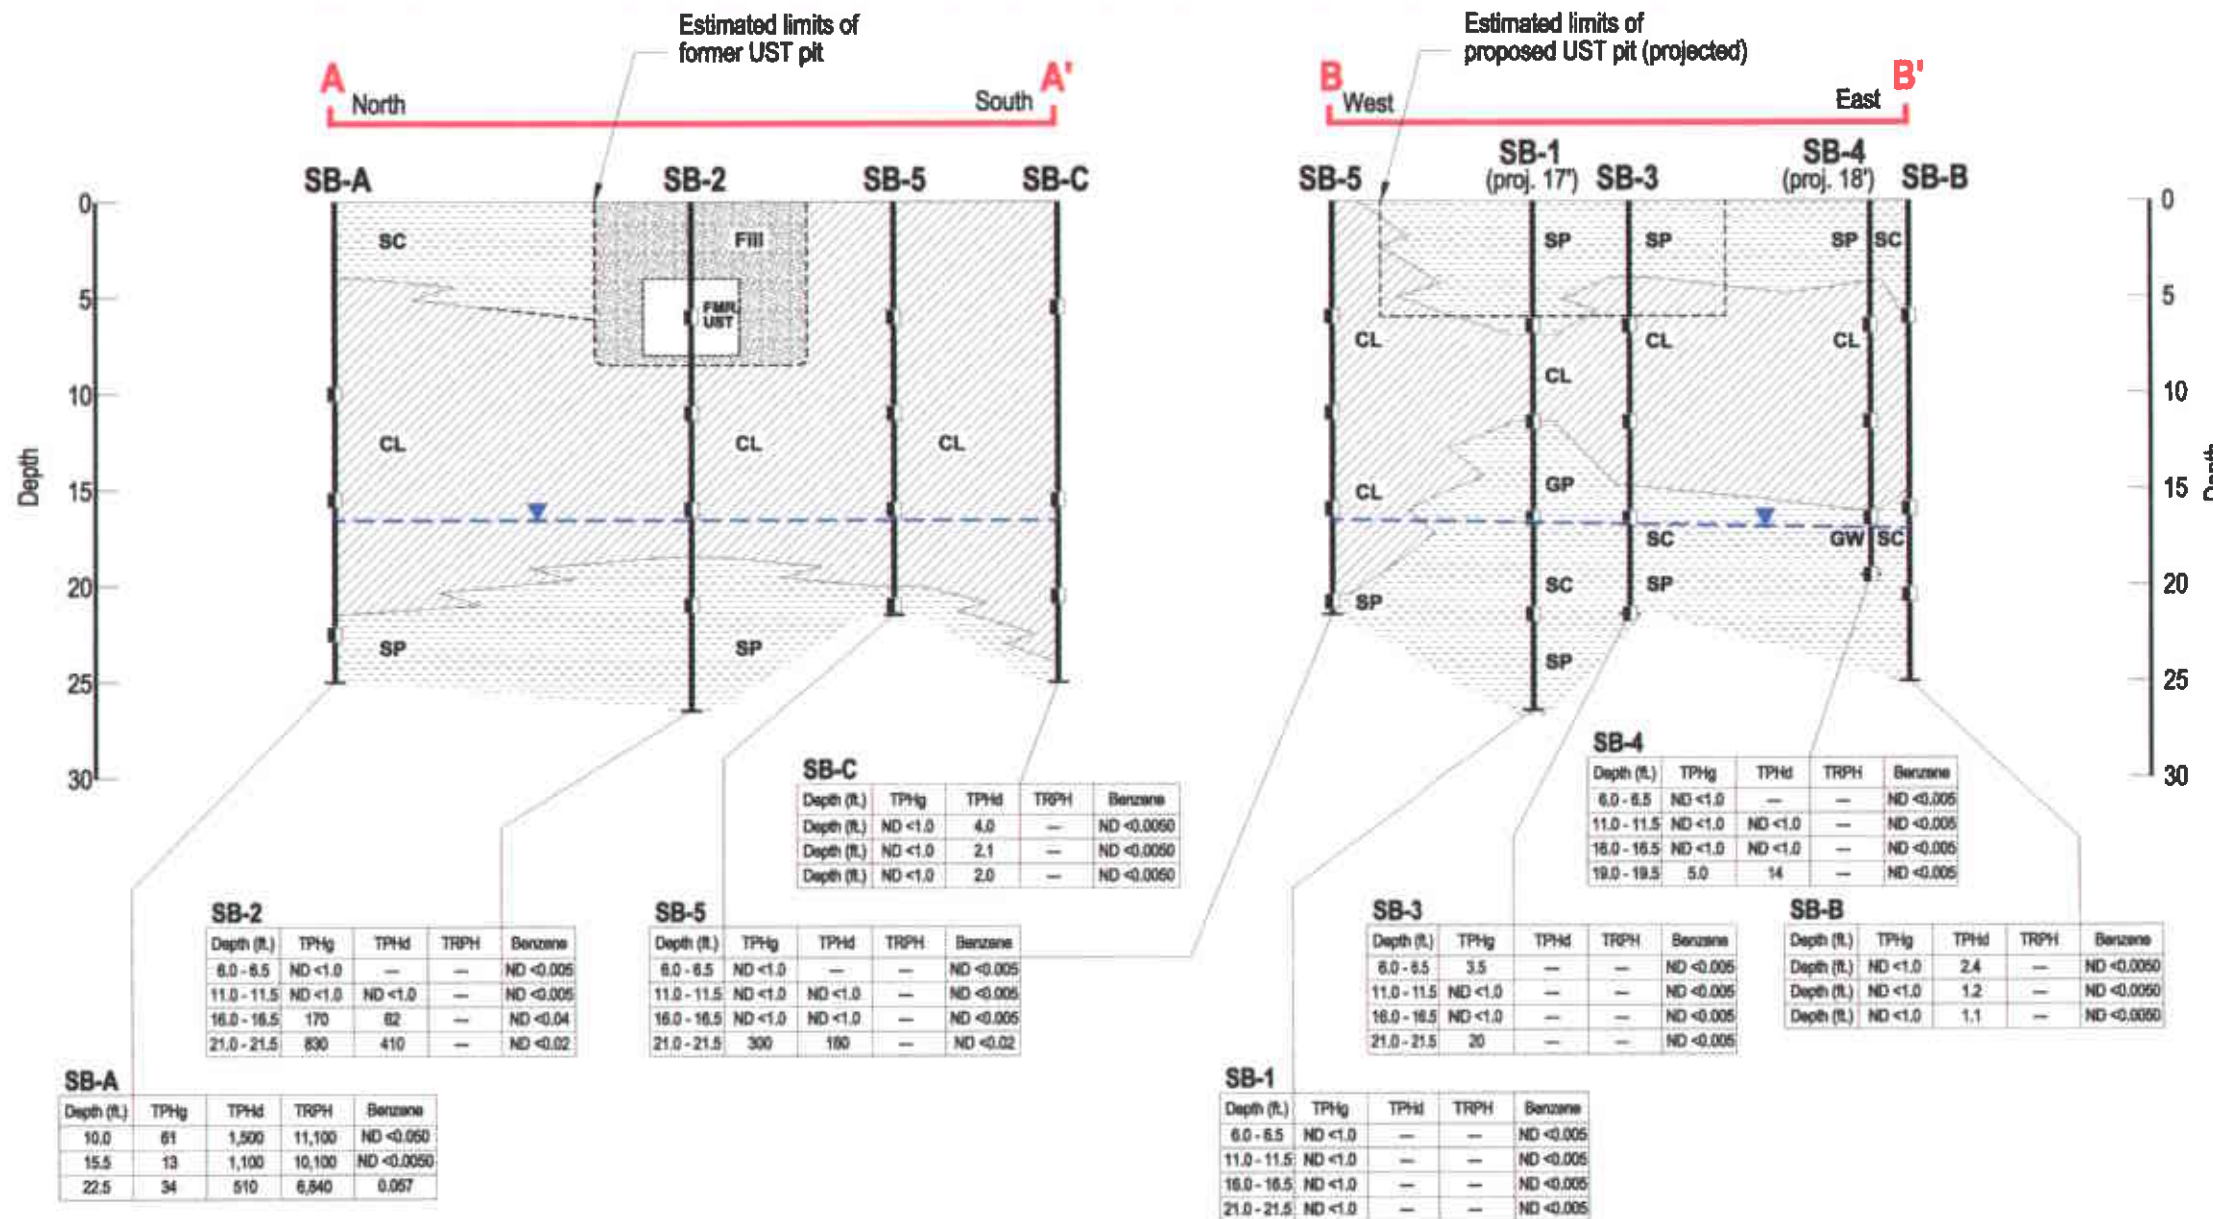 Estimated limits of
former UST pit
Estimated limits of
proposed UST pit (projected)
A
North
South
A'
B
West
East
B'
SB-A
SB-2
SB-5
SB-C
SB-5
SB-1
(proj. 17')
SB-3
SB-4
(proj. 18')
SB-B
Depth
0
5
10
15
20
25
30
SC
Fill
FMR
UST
CL
CL
CL
SP
SP
SP
SP
SP
SC
CL
CL
CL
CL
CL
GP
SC
GW
SC
SC
SP
SP
SP
0
5
10
15
20
25
30
Depth
SB-C
Depth (ft.) TPHg TPHd TRPH Benzene
Depth (ft.) ND <1.0 4.0 — ND <0.0050
Depth (ft.) ND <1.0 2.1 — ND <0.0050
Depth (ft.) ND <1.0 2.0 — ND <0.0050
SB-4
Depth (ft.) TPHg TPHd TRPH Benzene
6.0 - 6.5 ND <1.0 — — ND <0.005
11.0 - 11.5 ND <1.0 ND <1.0 — ND <0.005
16.0 - 16.5 ND <1.0 ND <1.0 — ND <0.005
19.0 - 19.5 5.0 14 — ND <0.005
SB-2
Depth (ft.) TPHg TPHd TRPH Benzene
6.0 - 6.5 ND <1.0 — — ND <0.005
11.0 - 11.5 ND <1.0 ND <1.0 — ND <0.005
16.0 - 16.5 170 62 — ND <0.04
21.0 - 21.5 830 410 — ND <0.02
SB-5
Depth (ft.) TPHg TPHd TRPH Benzene
6.0 - 6.5 ND <1.0 — — ND <0.005
11.0 - 11.5 ND <1.0 ND <1.0 — ND <0.005
16.0 - 16.5 ND <1.0 ND <1.0 — ND <0.005
21.0 - 21.5 300 160 — ND <0.02
SB-3
Depth (ft.) TPHg TPHd TRPH Benzene
6.0 - 6.5 3.5 — — ND <0.005
11.0 - 11.5 ND <1.0 — — ND <0.005
16.0 - 16.5 ND <1.0 — — ND <0.005
21.0 - 21.5 20 — — ND <0.005
SB-B
Depth (ft.) TPHg TPHd TRPH Benzene
Depth (ft.) ND <1.0 2.4 — ND <0.0050
Depth (ft.) ND <1.0 1.2 — ND <0.0050
Depth (ft.) ND <1.0 1.1 — ND <0.0050
SB-A
Depth (ft.) TPHg TPHd TRPH Benzene
10.0 61 1,500 11,100 ND <0.050
15.5 13 1,100 10,100 ND <0.0050
22.5 34 510 6,840 0.057
SB-1
Depth (ft.) TPHg TPHd TRPH Benzene
6.0 - 6.5 ND <1.0 — — ND <0.005
11.0 - 11.5 ND <1.0 — — ND <0.005
16.0 - 16.5 ND <1.0 — — ND <0.005
21.0 - 21.5 ND <1.0 — — ND <0.005